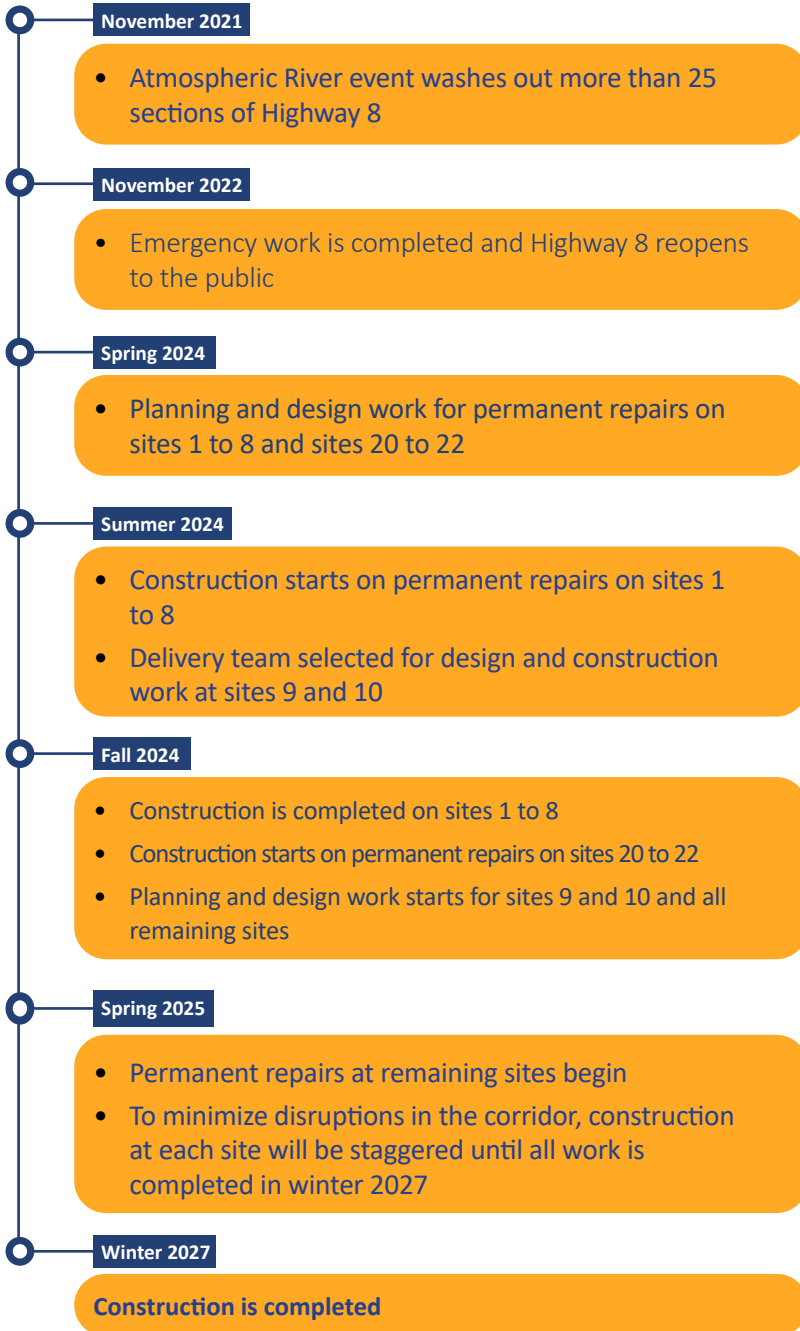 November 2021
• Atmospheric River event washes out more than 25
sections of Highway 8
November 2022
• Emergency work is completed and Highway 8 reopens
to the public
Spring 2024
• Planning and design work for permanent repairs on
sites 1 to 8 and sites 20 to 22
Summer 2024
• Construction starts on permanent repairs on sites 1
to 8
• Delivery team selected for design and construction
work at sites 9 and 10
Fall 2024
• Construction is completed on sites 1 to 8
• Construction starts on permanent repairs on sites 20 to 22
• Planning and design work starts for sites 9 and 10 and all
remaining sites
Spring 2025
• Permanent repairs at remaining sites begin
• To minimize disruptions in the corridor, construction
at each site will be staggered until all work is
completed in winter 2027
Winter 2027
Construction is completed